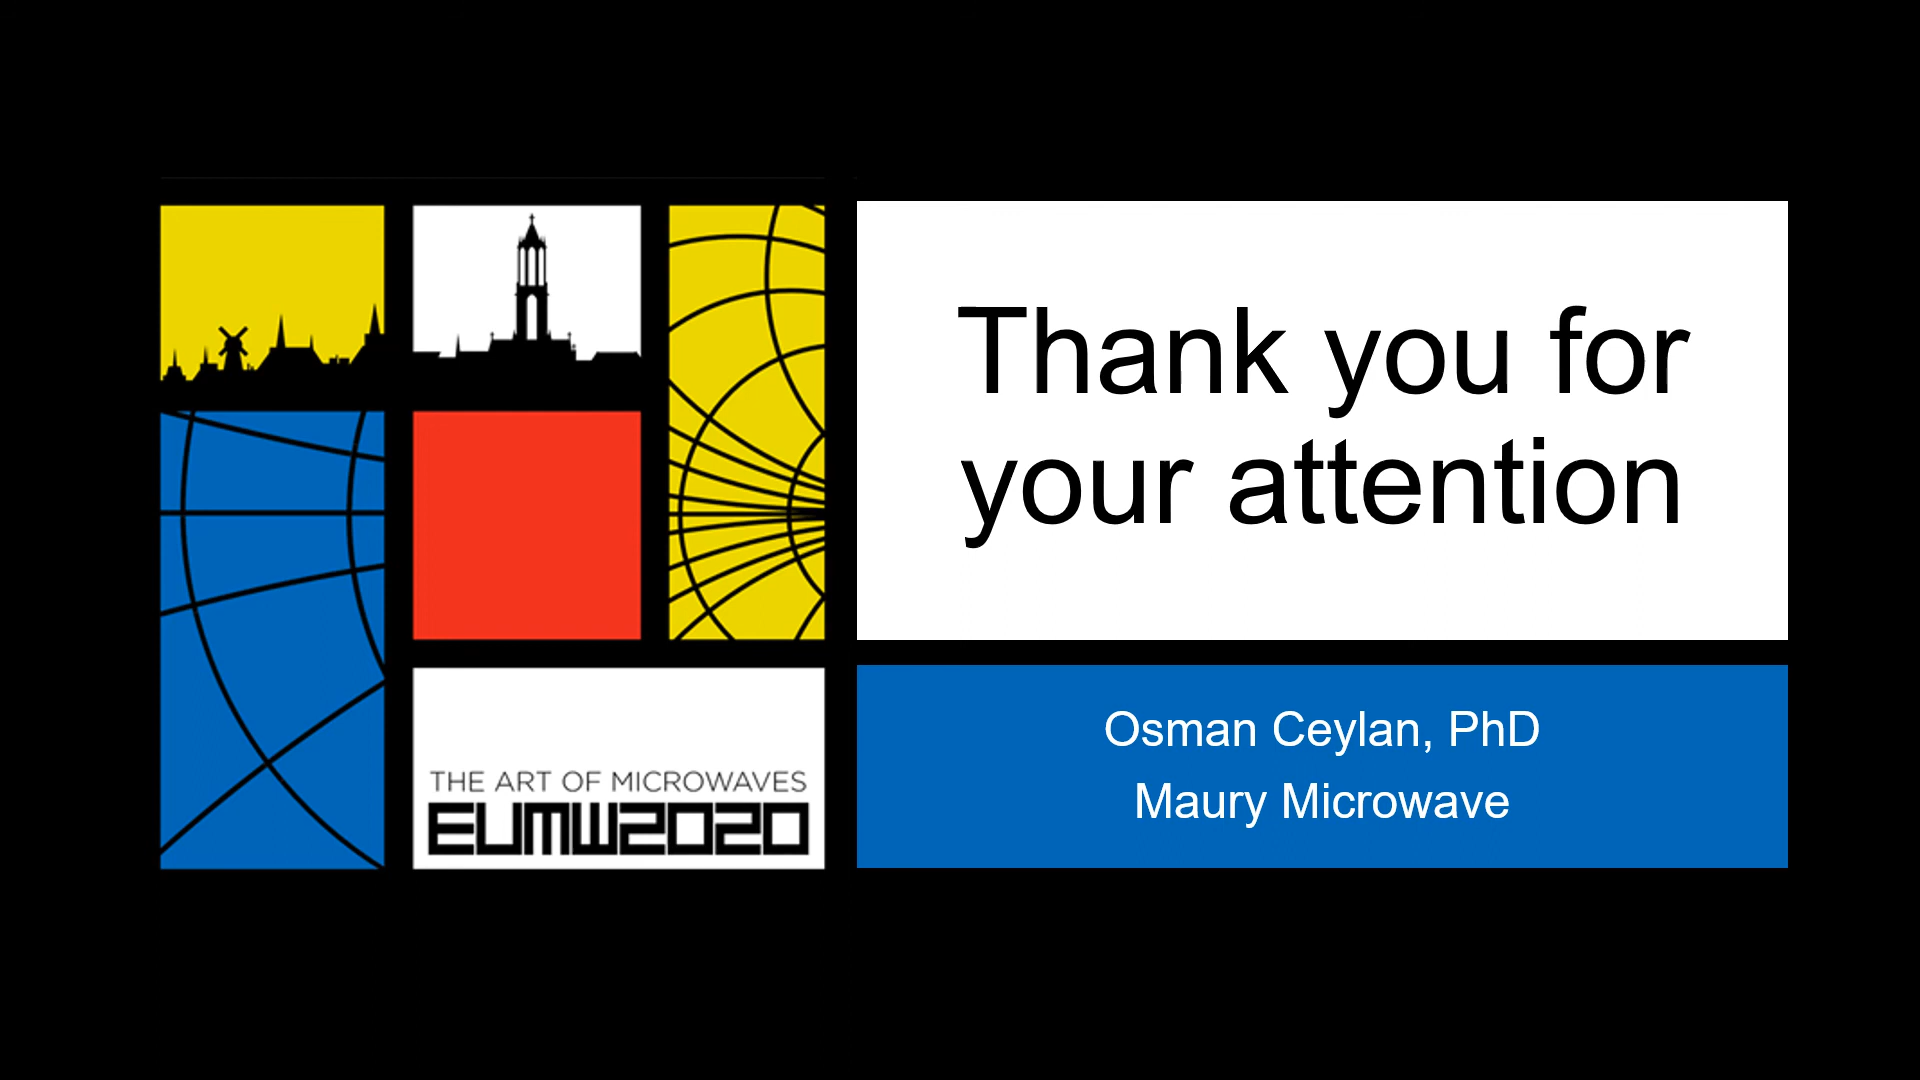 Thank you for
your attention
THE ART OF MICROWAVES
EUMW2020
Osman Ceylan, PhD
Maury Microwave